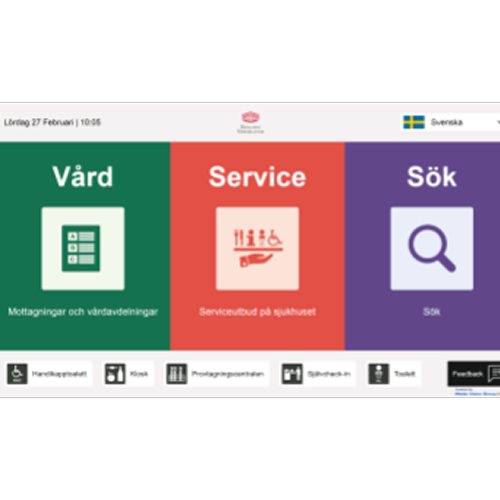 Lördag 27 Februari | 10:05
Svenska
Vård
Service
Sök
Mottagningar och vårdavdelningar
Serviceutbud på sjukhuset
Sök
Handikapptoalett
Kiosk
Provtagningscentralen
Självcheck-in
Toalett
Feedback